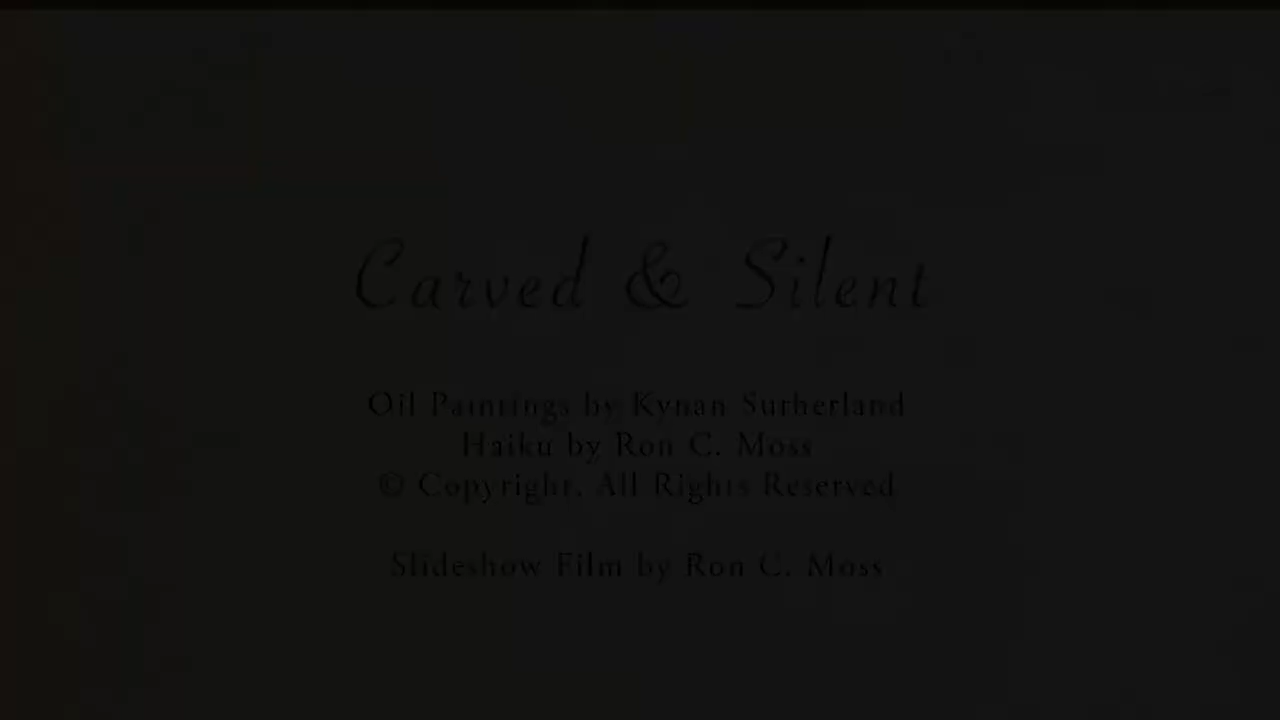 Carved & Silent
Oil Paintings by Kynan Sutherland
Haiku by Ron C. Moss
© Copyright. All Rights Reserved
Slideshow Film by Ron C. Moss